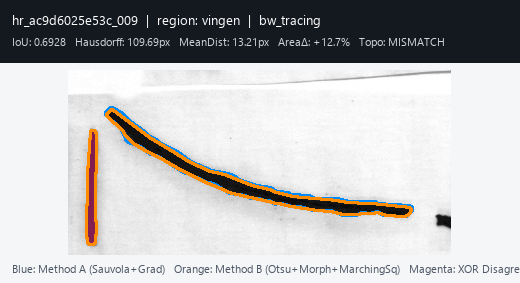 hr_ac9d6025e53c_009 | region: vingen | bw_tracing
IoU: 0.6928 Hausdorff: 109.69px MeanDist: 13.21px AreaΔ: +12.7% Topo: MISMATCH
Blue: Method A (Sauvola+Grad) Orange: Method B (Otsu+Morph+MarchingSq) Magenta: XOR Disagre